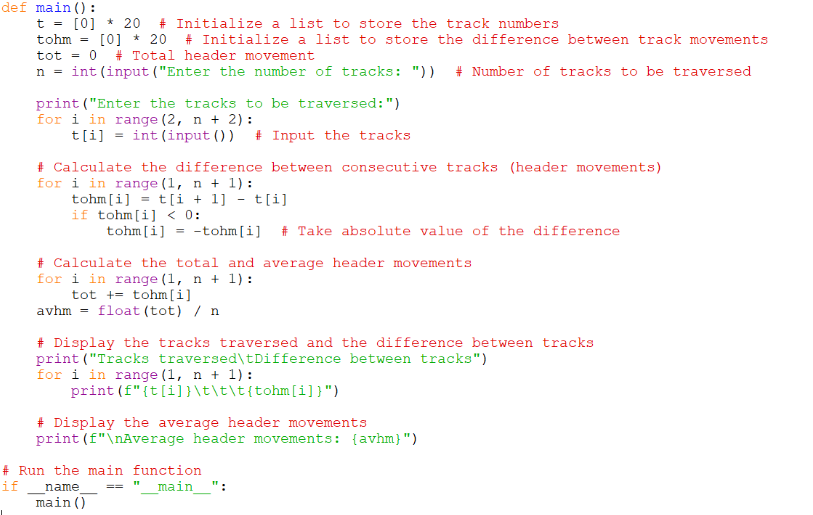 def main():
    t = [0] * 20  # Initialize a list to store the track numbers
    tohm = [0] * 20  # Initialize a list to store the difference between track movements
    tot = 0  # Total header movement
    n = int(input("Enter the number of tracks: "))  # Number of tracks to be traversed

    print("Enter the tracks to be traversed:")
    for i in range(2, n + 2):
        t[i] = int(input())  # Input the tracks

    # Calculate the difference between consecutive tracks (header movements)
    for i in range(1, n + 1):
        tohm[i] = t[i + 1] - t[i]
        if tohm[i] < 0:
            tohm[i] = -tohm[i]  # Take absolute value of the difference

    # Calculate the total and average header movements
    for i in range(1, n + 1):
        tot += tohm[i]
    avhm = float(tot) / n

    # Display the tracks traversed and the difference between tracks
    print("Tracks traversed\tDifference between tracks")
    for i in range(1, n + 1):
        print(f"{t[i]}\t\t\t{tohm[i]}")

    # Display the average header movements
    print(f"\nAverage header movements: {avhm}")

# Run the main function
if __name__ == "__main__":
    main()